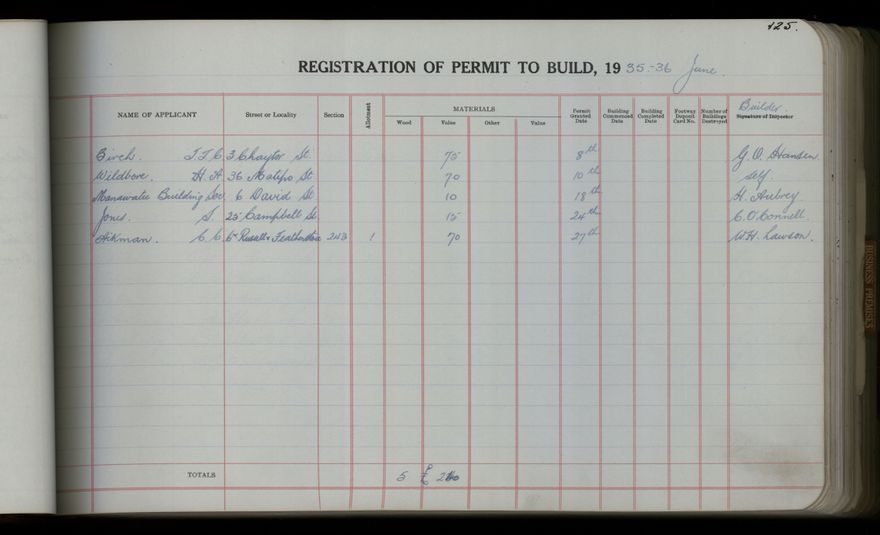 125.
REGISTRATION OF PERMIT TO BUILD, 1935-36 June.
NAME OF APPLICANT Street or Locality Section Allotment MATERIALS Wood Value Other Value Permit Granted Date Building Commenced Date Building Completed Date Footway Deposit Card No. Number of Buildings Destroyed Builder. Signature of Inspector
Birch. 3 Chaytor St. 75 8th G. O. Hansen
Wildbore. H. A. 36 Matipo St 70 10th self.
Manawatu Building Soc. 6 David St 10 18th H. Aubrey
Jones. S. 25 Campbell St 15 24th C. O'Connell.
Aikman. C. C. Russell & Featherston 1 70 27th W. H. Lawson.
TOTALS 5 £ 240
BUSINESS PREMISES